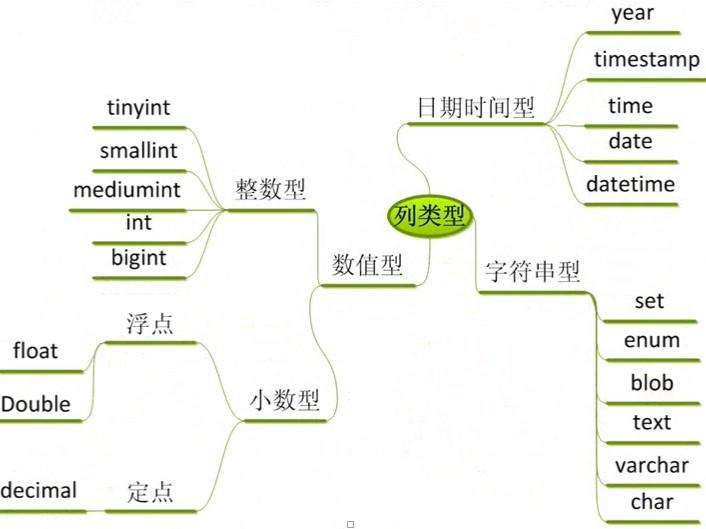 列类型
日期时间型
year
timestamp
time
date
datetime
字符串型
set
enum
blob
text
varchar
char
数值型
整数型
tinyint
smallint
mediumint
int
bigint
小数型
浮点
float
Double
定点
decimal